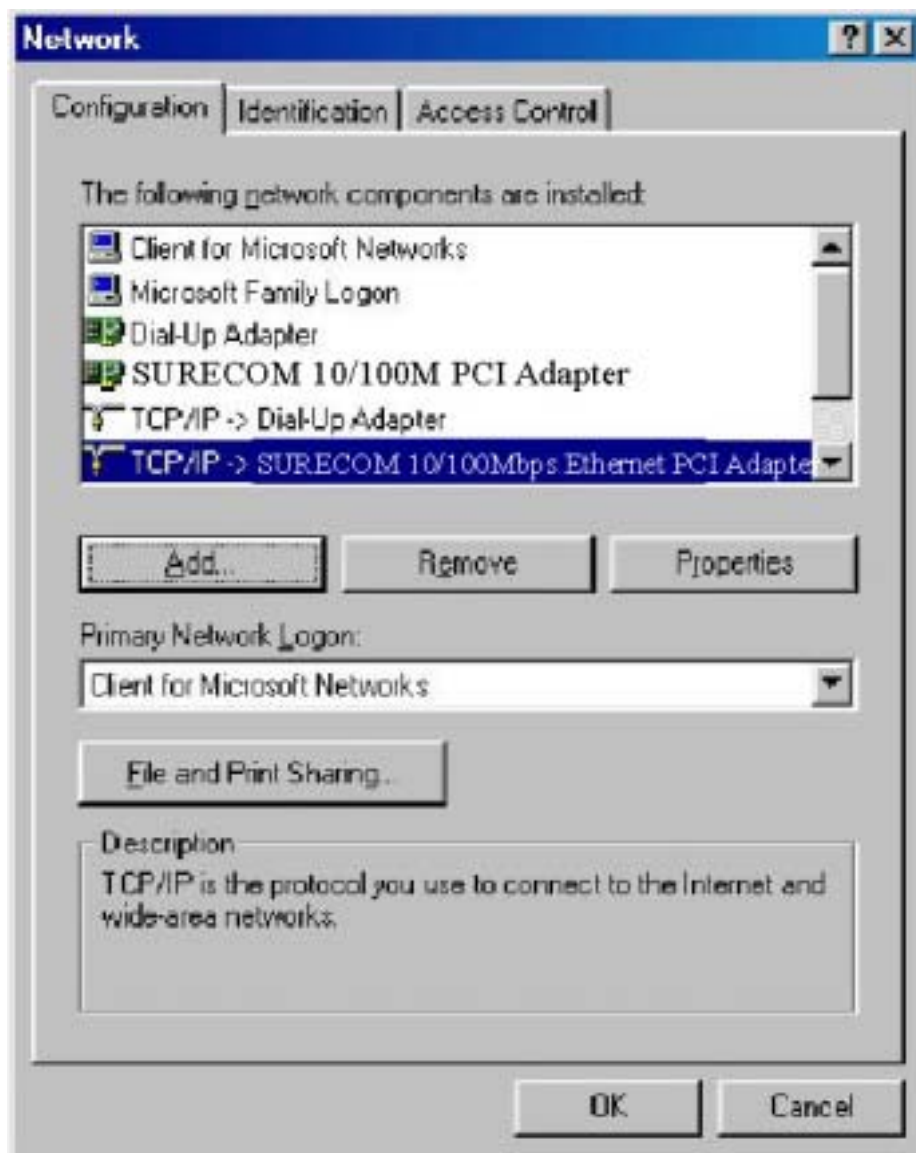 Network
Configuration Identification Access Control
The following network components are installed:
Client for Microsoft Networks
Microsoft Family Logon
Dial-Up Adapter
SURECOM 10/100M PCI Adapter
TCP/IP -> Dial-Up Adapter
TCP/IP -> SURECOM 10/100Mbps Ethernet PCI Adapter
Add... Remove Properties
Primary Network Logon:
Client for Microsoft Networks
File and Print Sharing...
Description
TCP/IP is the protocol you use to connect to the Internet and
wide-area networks.
OK Cancel